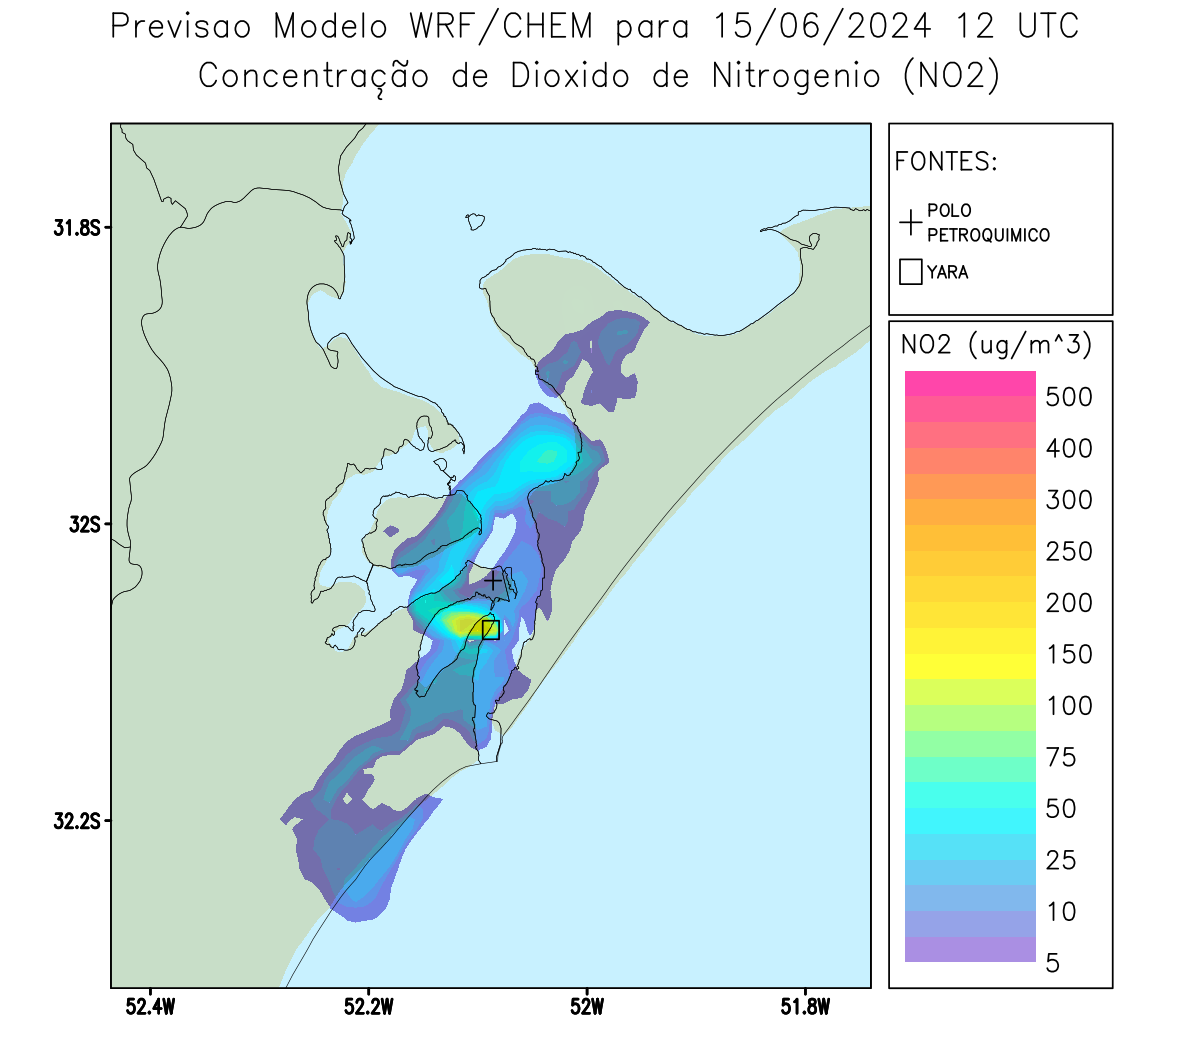 Previsao Modelo WRF/CHEM para 15/06/2024 12 UTC
Concentração de Dioxido de Nitrogenio (NO2)
FONTES:
POLO
PETROQUIMICO
YARA
NO2 (ug/m^3)
500
400
300
250
200
150
100
75
50
25
10
5
31.8S
32S
32.2S
52.4W
52.2W
52W
51.8W